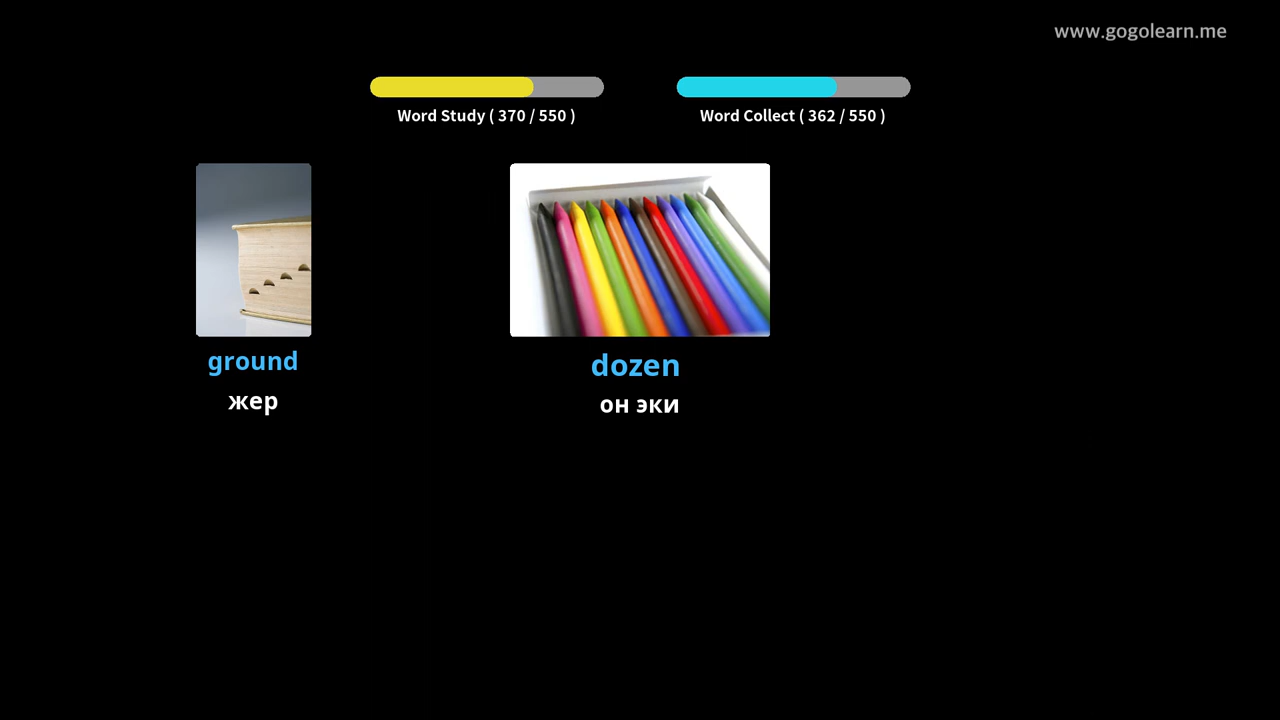 www.gogolearn.me
Word Study ( 370 / 550 )
Word Collect ( 362 / 550 )
ground
жер
dozen
он эки